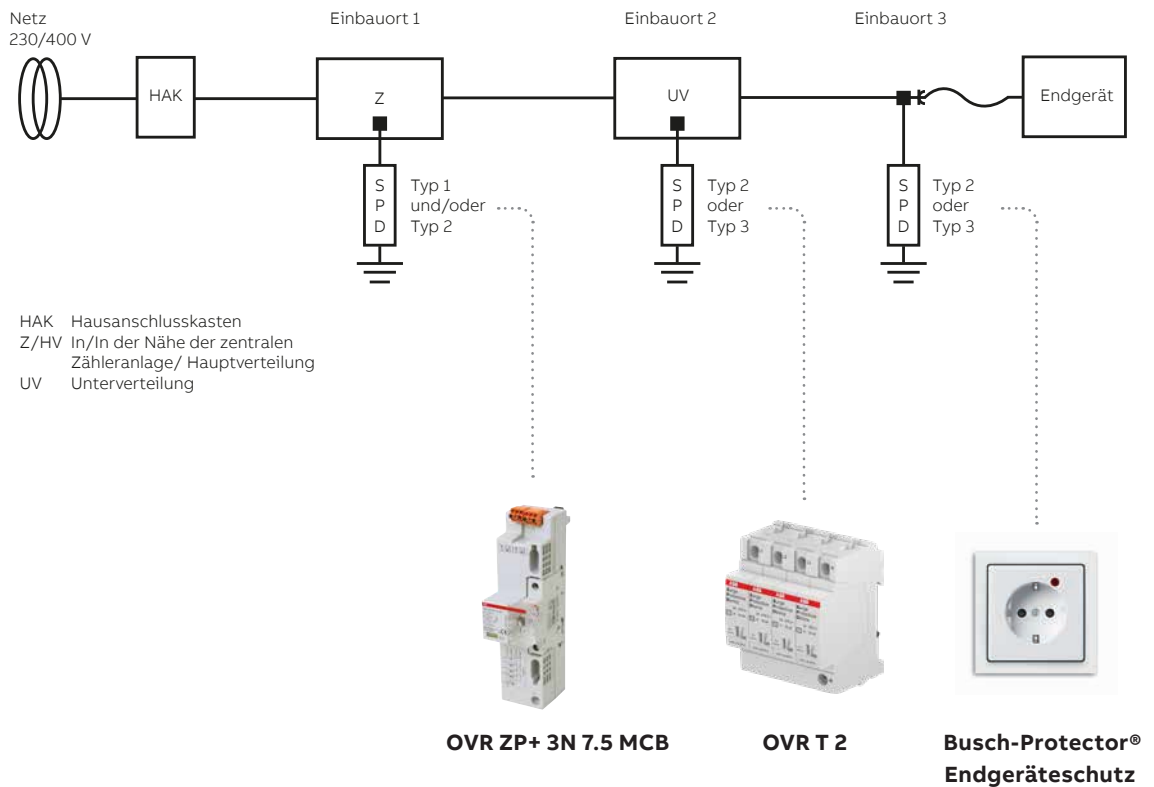 Netz
230/400 V
Einbauort 1
Einbauort 2
Einbauort 3
HAK
Z
UV
Endgerät
S
P
D
Typ 1
und/oder
Typ 2
S
P
D
Typ 2
oder
Typ 3
S
P
D
Typ 2
oder
Typ 3
HAK Hausanschlusskasten
Z/HV In/In der Nähe der zentralen
Zähleranlage/ Hauptverteilung
UV Unterverteilung
OVR ZP+ 3N 7.5 MCB
OVR T 2
Busch-Protector®
Endgeräteschutz